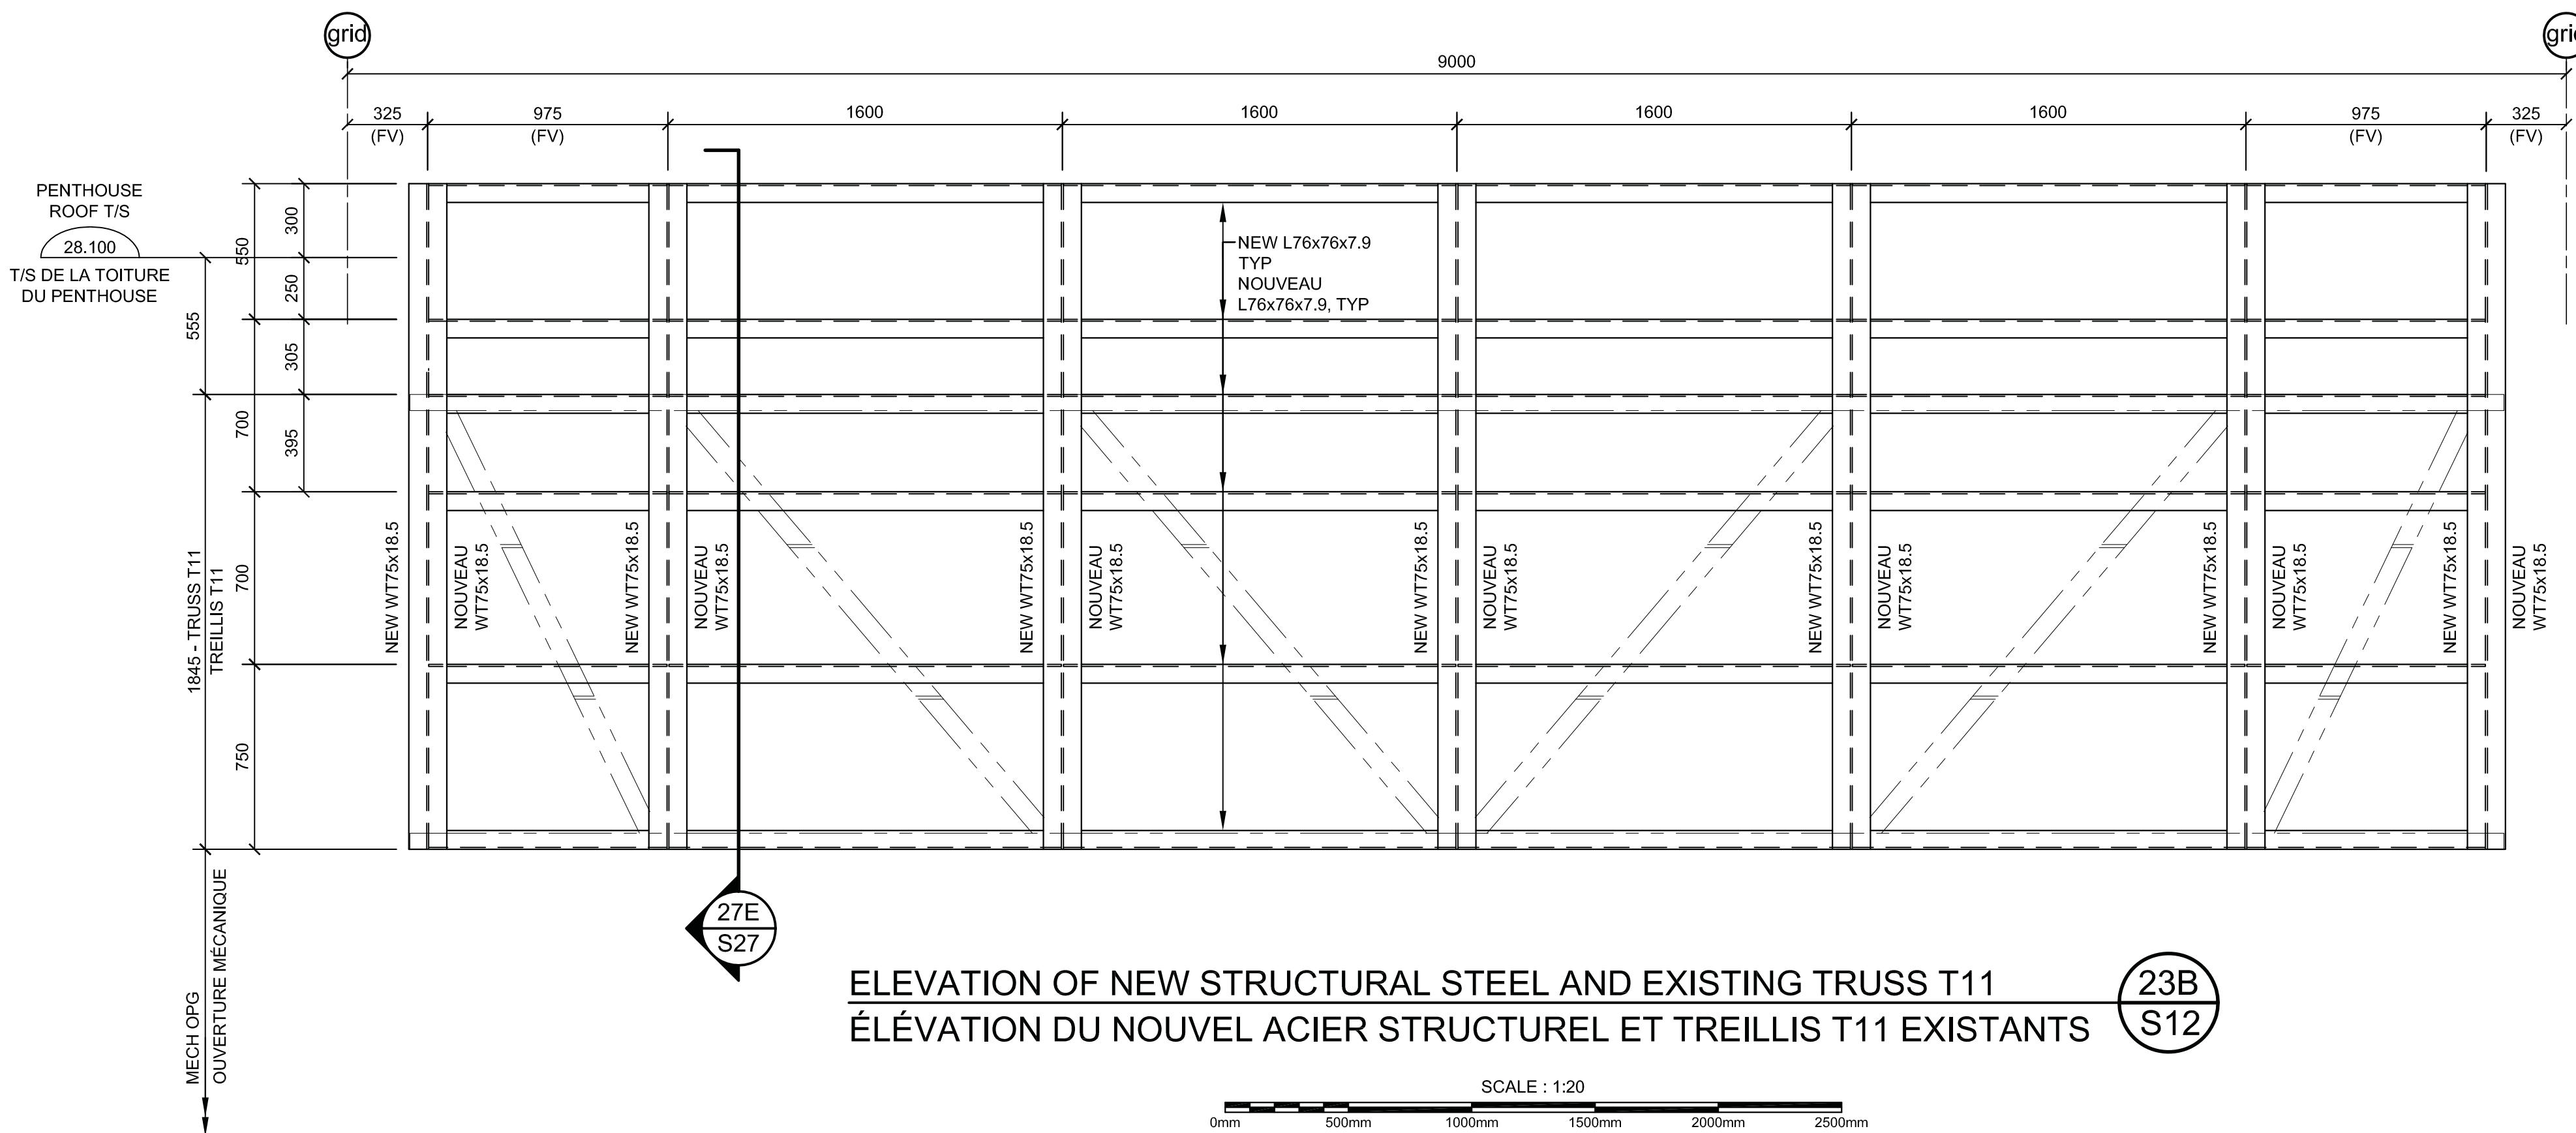 grid
gri
9000
325
(FV)
975
(FV)
1600
1600
1600
1600
975
(FV)
325
(FV)
PENTHOUSE
ROOF T/S
28.100
T/S DE LA TOITURE
DU PENTHOUSE
300
550
250
555
305
700
395
700
750
1845 - TRUSS T11
TREILLIS T11
NEW L76x76x7.9
TYP
NOUVEAU
L76x76x7.9, TYP
NEW WT75x18.5
NOUVEAU
WT75x18.5
NEW WT75x18.5
NOUVEAU
WT75x18.5
NEW WT75x18.5
NOUVEAU
WT75x18.5
NEW WT75x18.5
NOUVEAU
WT75x18.5
NEW WT75x18.5
NOUVEAU
WT75x18.5
NEW WT75x18.5
NOUVEAU
WT75x18.5
NEW WT75x18.5
NOUVEAU
WT75x18.5
MECH OPG
OUVERTURE MÉCANIQUE
27E
S27
ELEVATION OF NEW STRUCTURAL STEEL AND EXISTING TRUSS T11
ÉLÉVATION DU NOUVEL ACIER STRUCTUREL ET TREILLIS T11 EXISTANTS
23B
S12
SCALE : 1:20
0mm 500mm 1000mm 1500mm 2000mm 2500mm